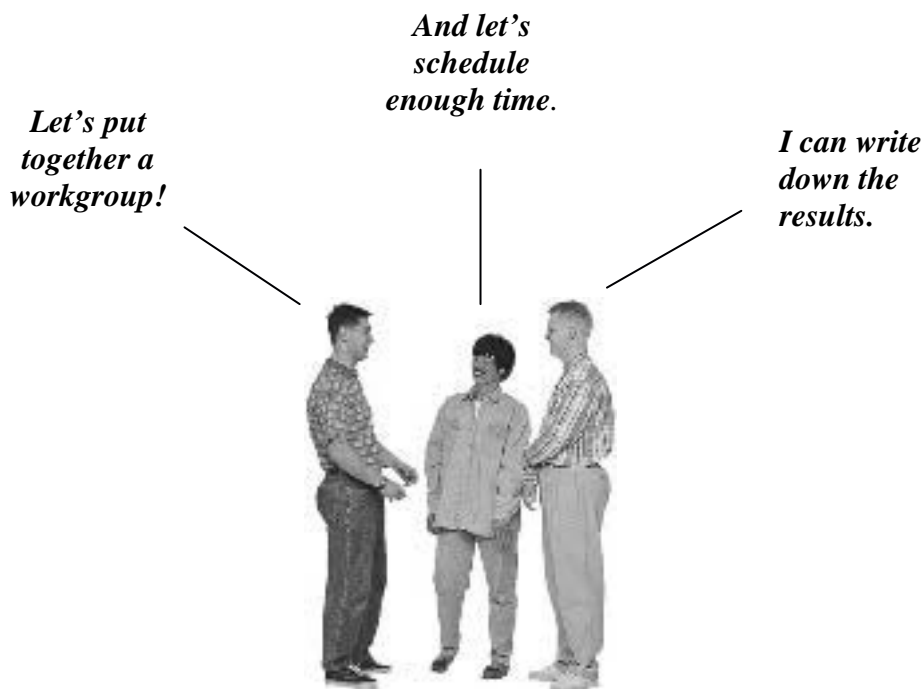 Let’s put
together a
workgroup!
And let’s
schedule
enough time.
I can write
down the
results.